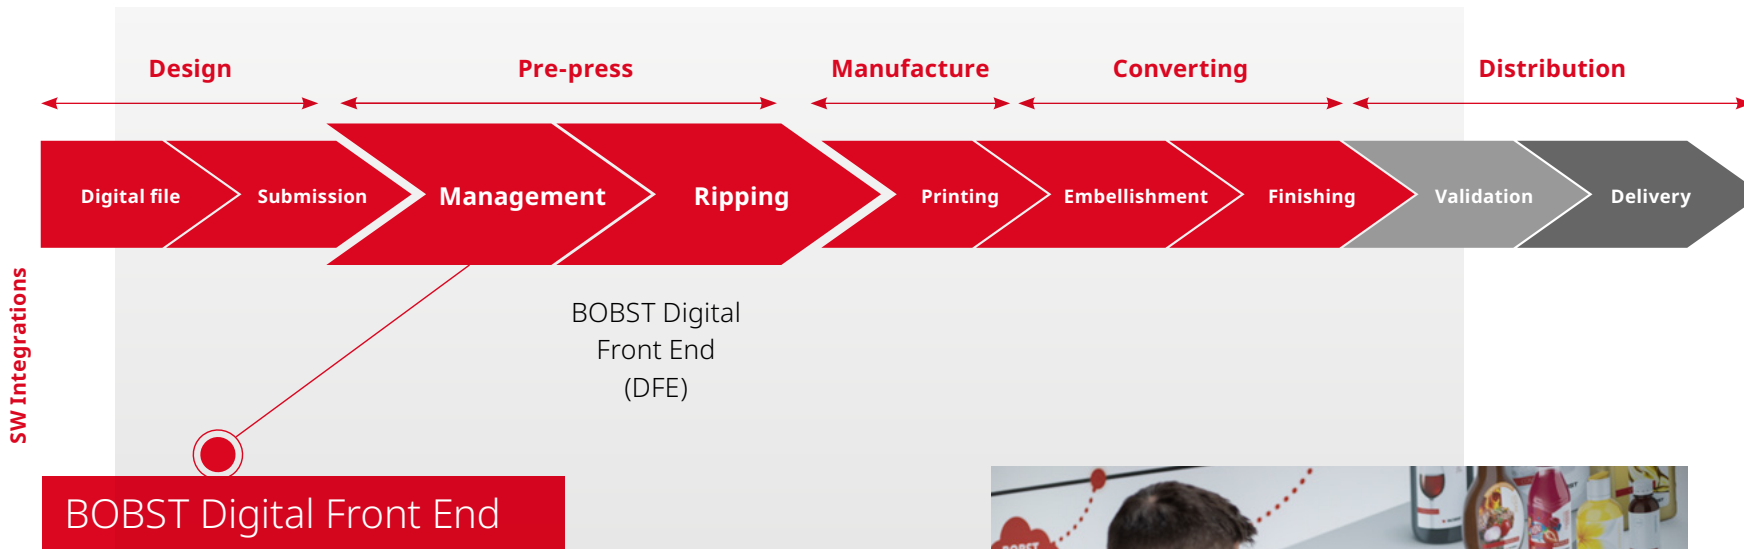 Design
Pre-press
Manufacture
Converting
Distribution
Digital file
Submission
Management
Ripping
Printing
Embellishment
Finishing
Validation
Delivery
SW Integrations
BOBST Digital
Front End
(DFE)
BOBST Digital Front End
BOBST